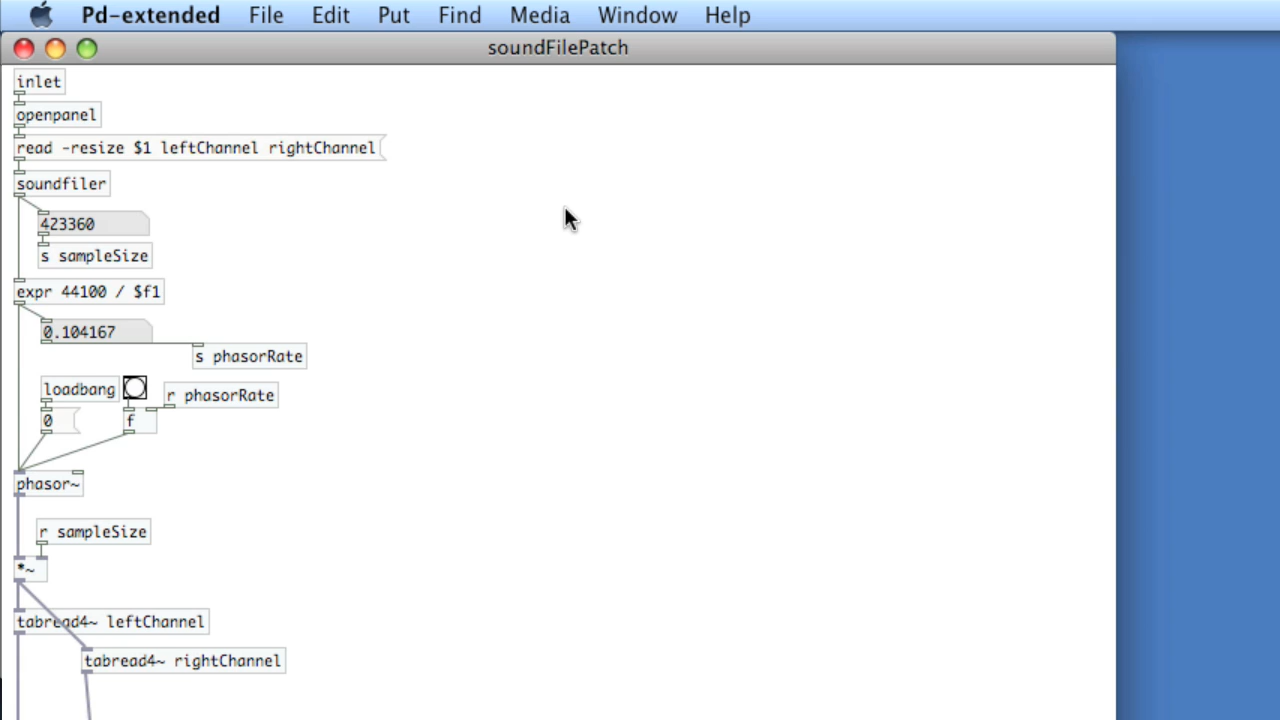 Pd-extended File Edit Put Find Media Window Help
soundFilePatch
inlet
openpanel
read -resize $1 leftChannel rightChannel
soundfiler
423360
s sampleSize
expr 44100 / $f1
0.104167
s phasorRate
loadbang
r phasorRate
0
f
phasor~
r sampleSize
*~
tabread4~ leftChannel
tabread4~ rightChannel